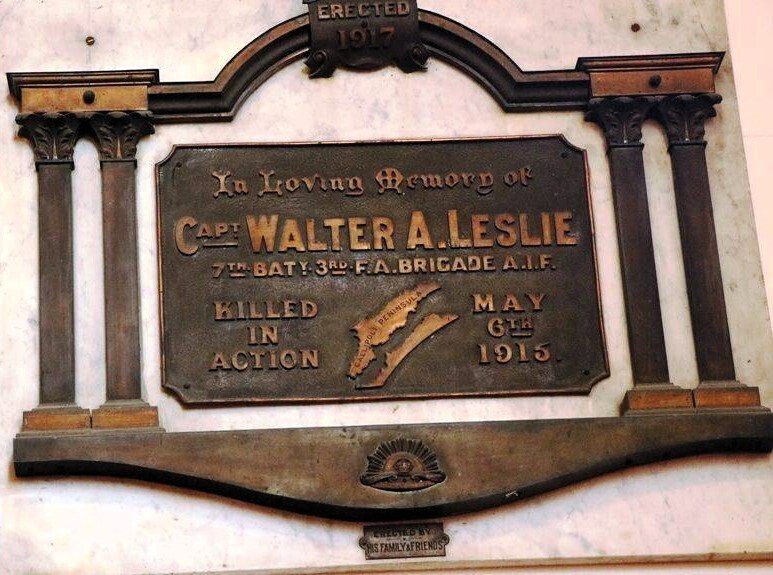 ERECTED
1917
In Loving Memory of
CAPT WALTER A. LESLIE
7TH BATY. 3RD F.A. BRIGADE A.I.F.
KILLED
IN
ACTION
GALLIPOLI PENINSULA
MAY
6TH
1915.
ERECTED BY
HIS FAMILY & FRIENDS